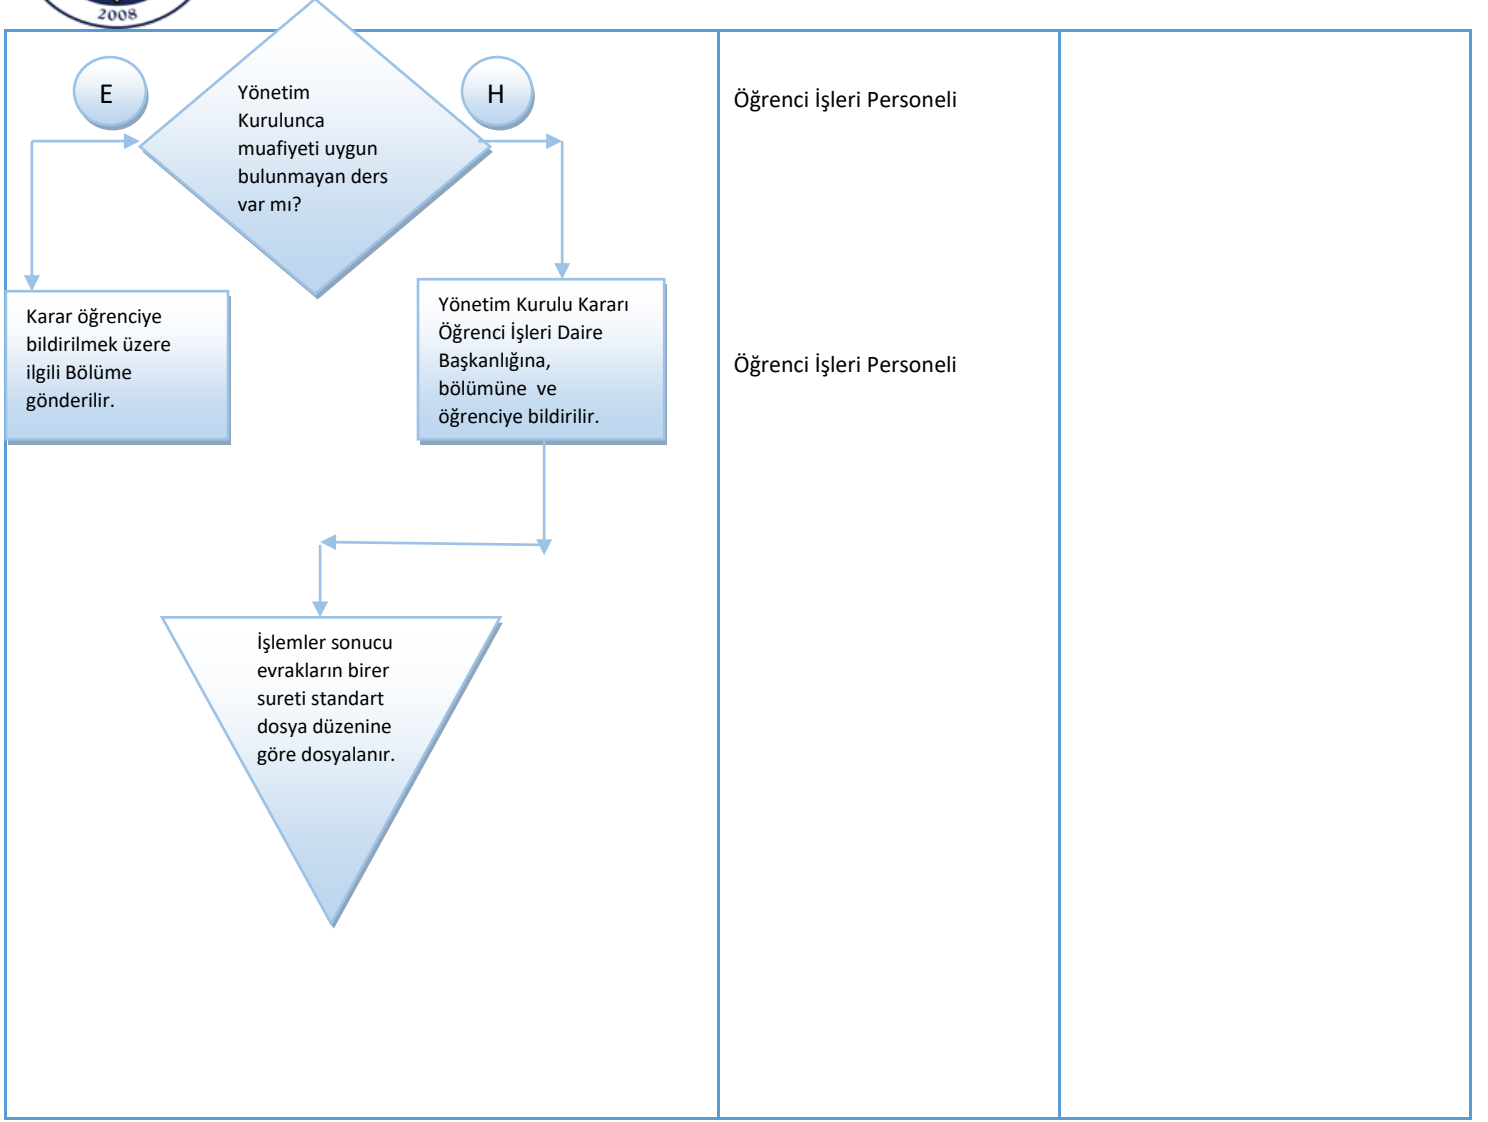 2008
E
H
Yönetim
Kurulunca
muafiyeti uygun
bulunmayan ders
var mı?
Öğrenci İşleri Personeli
Karar öğrenciye
bildirilmek üzere
ilgili Bölüme
gönderilir.
Yönetim Kurulu Kararı
Öğrenci İşleri Daire
Başkanlığına,
bölümüne  ve
öğrenciye bildirilir.
Öğrenci İşleri Personeli
İşlemler sonucu
evrakların birer
sureti standart
dosya düzenine
göre dosyalanır.